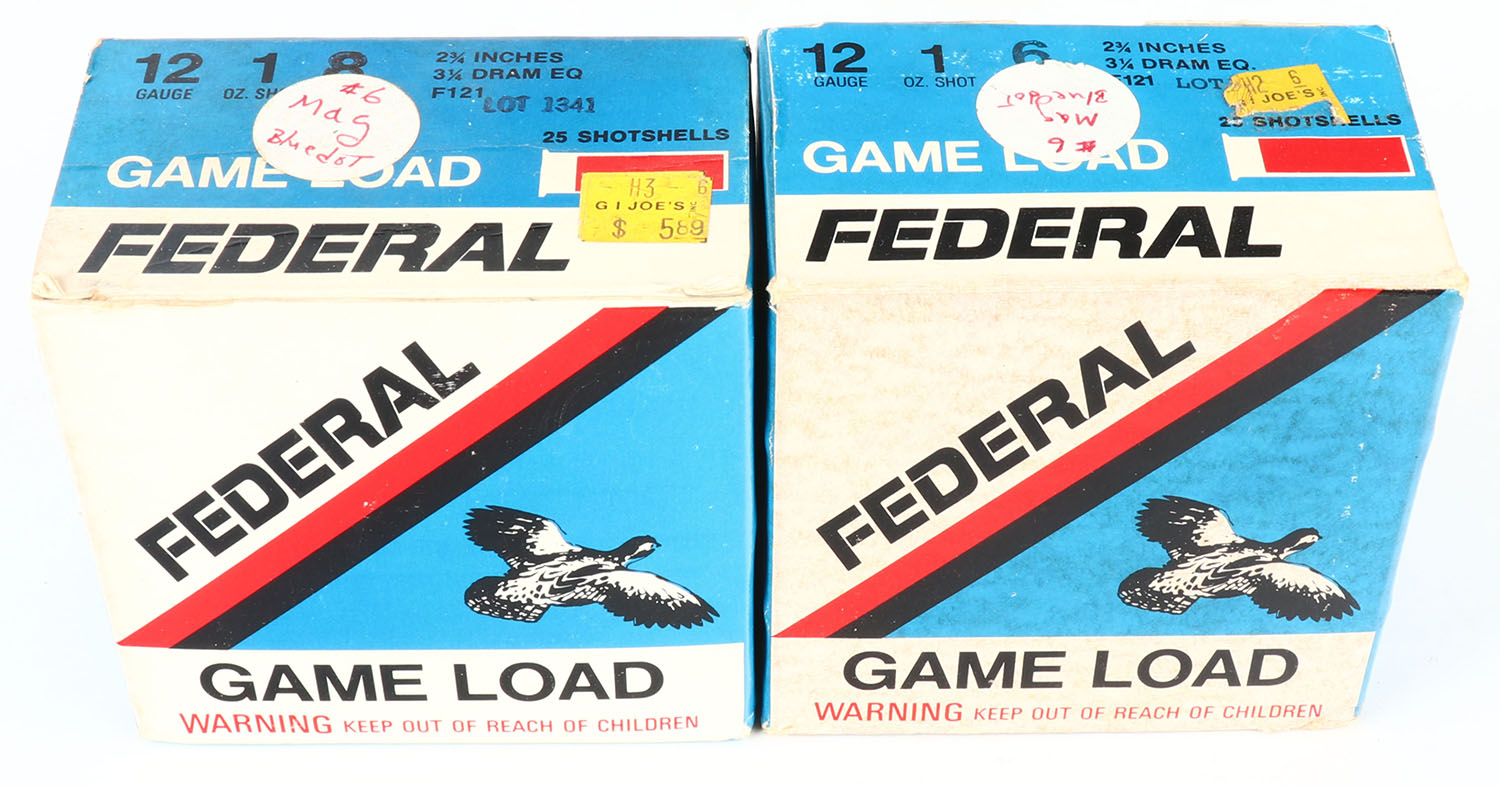 12 1 8
GAUGE OZ. SH
2¾ INCHES
3¼ DRAM EQ
F121
LOT 1341
25 SHOTSHELLS
#6
Mag
Bluedot
GAME LOAD
H3 6
G I JOE'S INC
$ 5.89
FEDERAL
FEDERAL
GAME LOAD
WARNING KEEP OUT OF REACH OF CHILDREN
12 1 6
GAUGE OZ. SHOT
2¾ INCHES
3¼ DRAM EQ.
F121 LOT
H2 6
I JOE'S INC
25 SHOTSHELLS
#6
Mag
Bluedot
GAME LOAD
FEDERAL
FEDERAL
GAME LOAD
WARNING KEEP OUT OF REACH OF CHILDREN